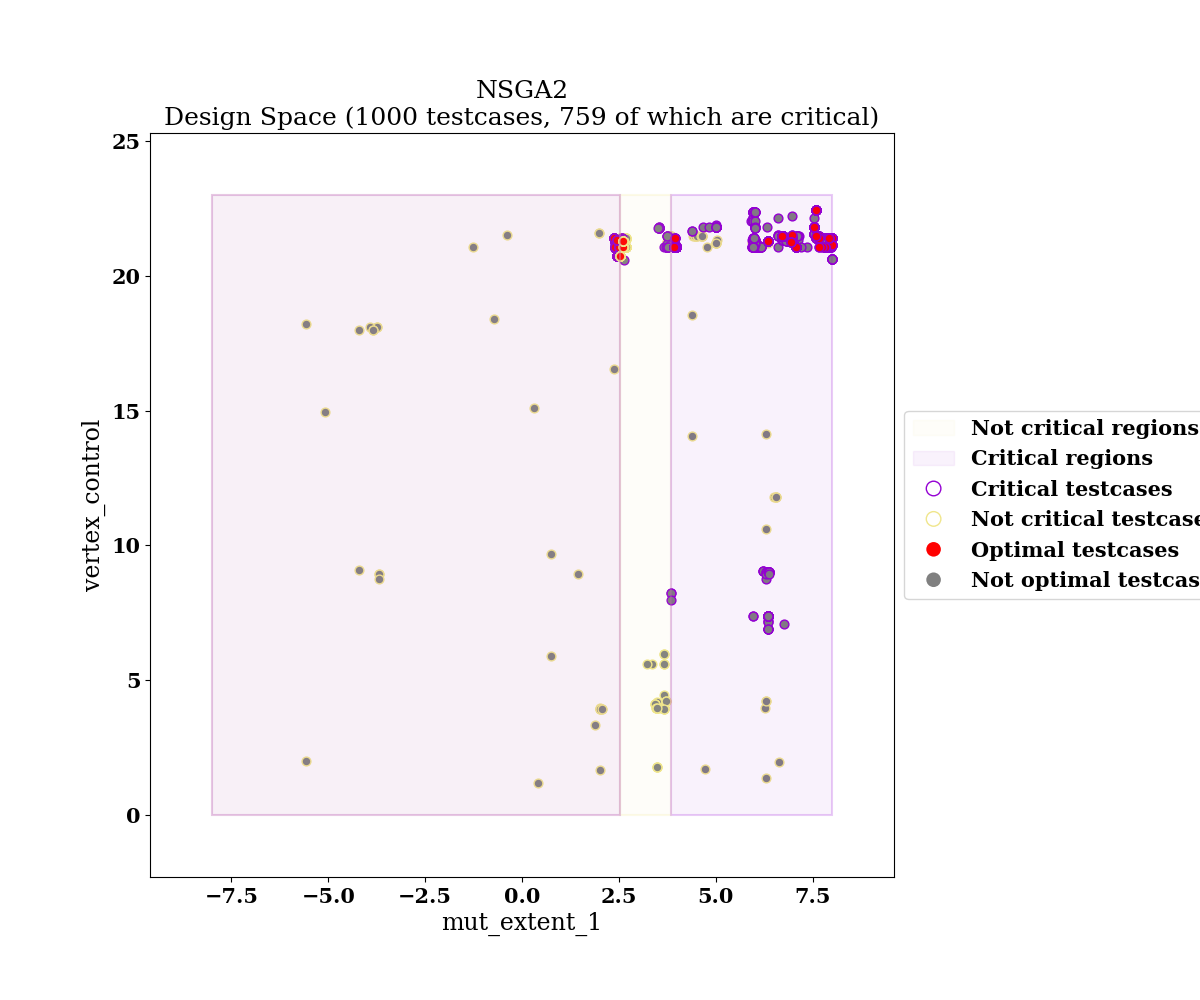 NSGA2
Design Space (1000 testcases, 759 of which are critical)
25
20
15
10
5
0
vertex_control
−7.5
−5.0
−2.5
0.0
2.5
5.0
7.5
mut_extent_1
Not critical regions
Critical regions
Critical testcases
Not critical testcase
Optimal testcases
Not optimal testcas